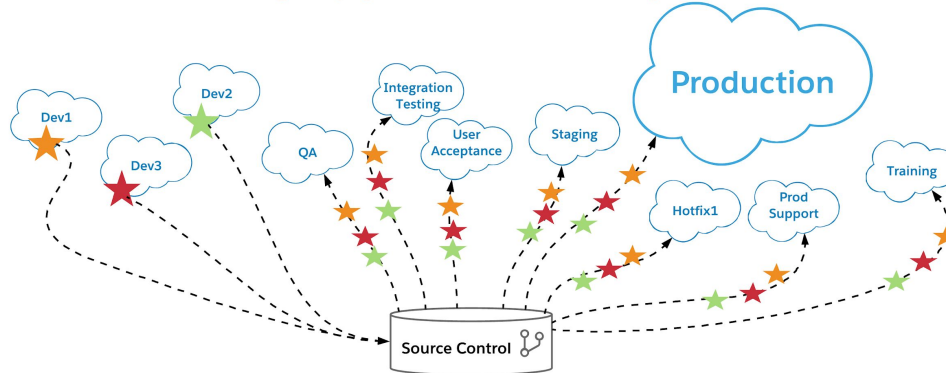 Production
Integration
Testing
Dev2
Dev1
User
Acceptance
Staging
QA
Dev3
Training
Prod
Support
Hotfix1
Source Control